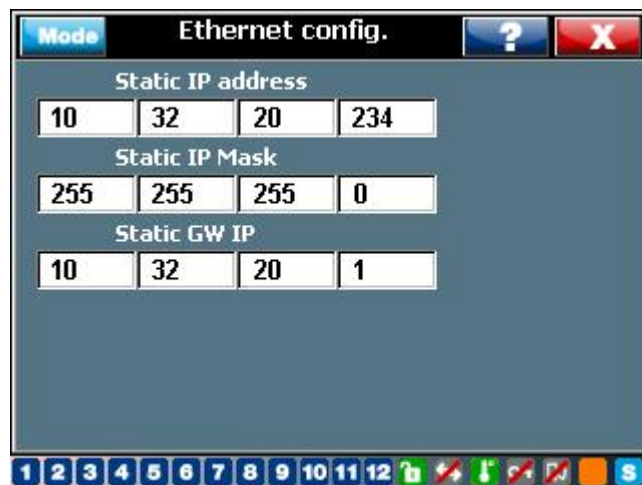 Mode Ethernet config. ? X
Static IP address
10 32 20 234
Static IP Mask
255 255 255 0
Static GW IP
10 32 20 1
1 2 3 4 5 6 7 8 9 10 11 12 S